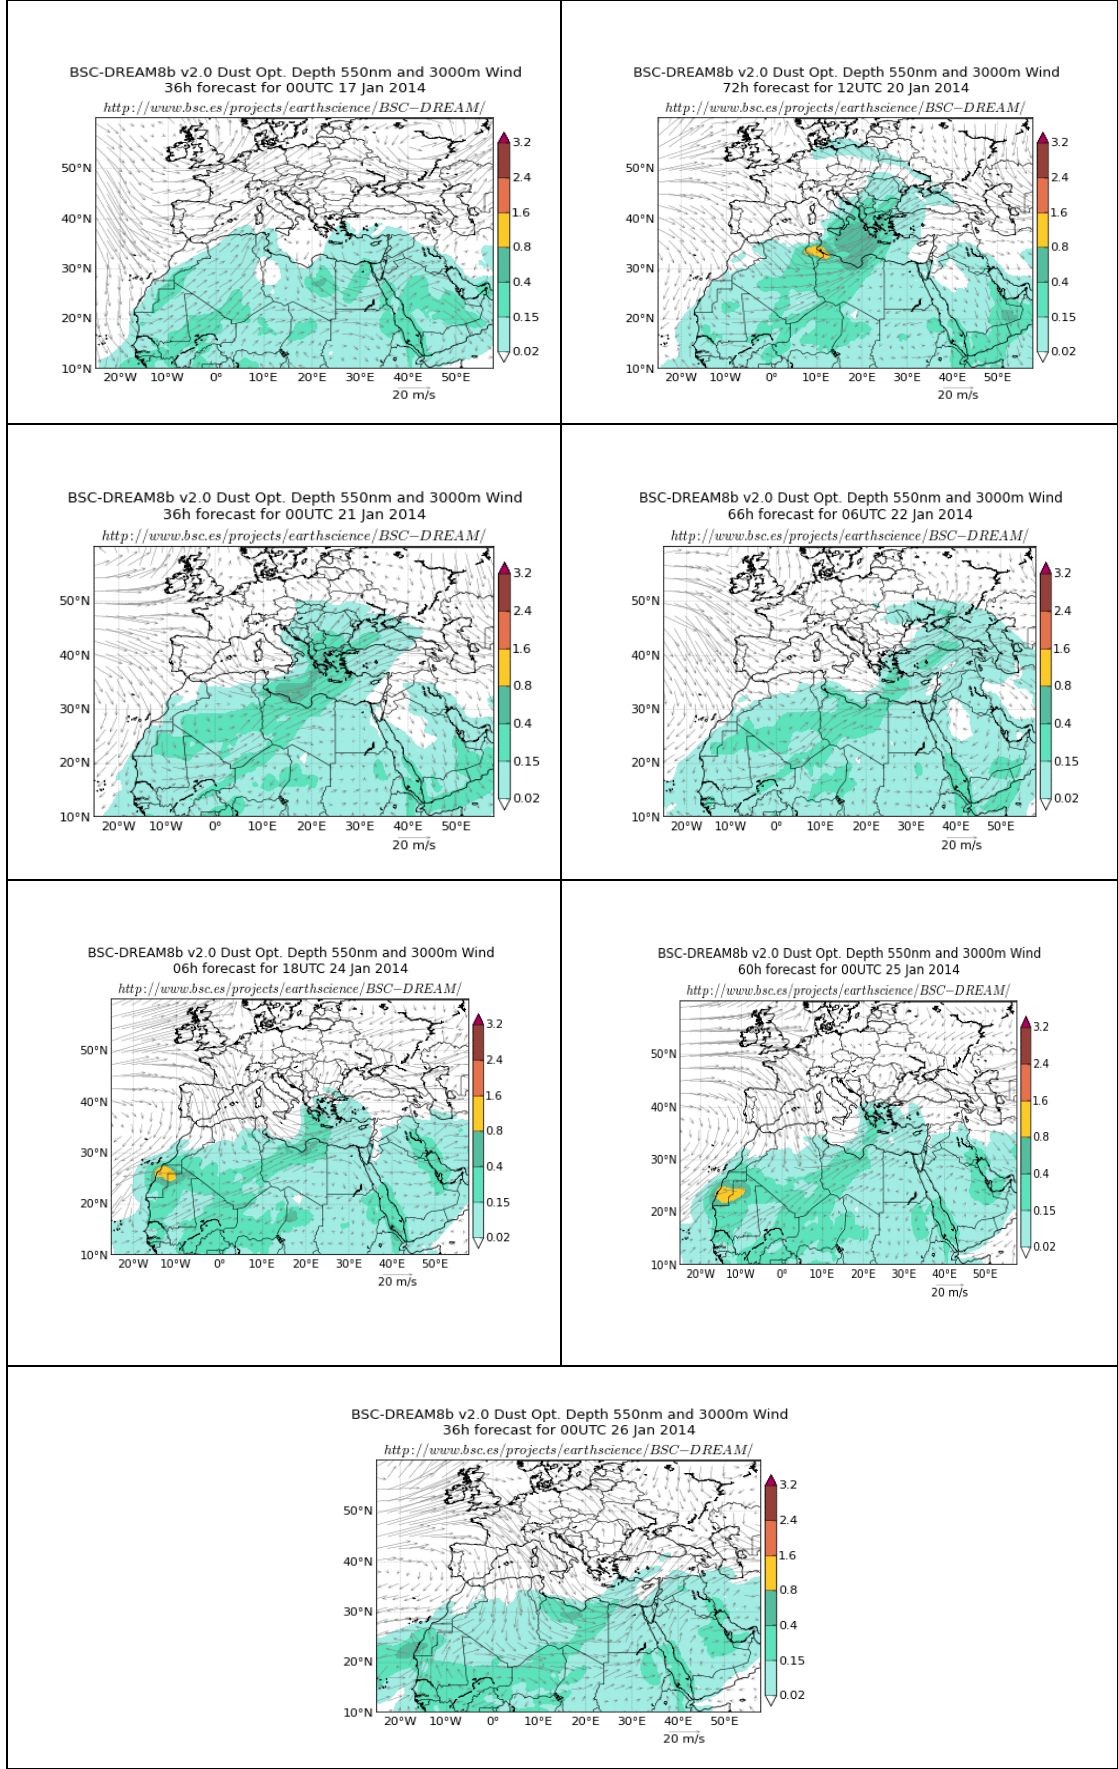 BSC-DREAM8b v2.0 Dust Opt. Depth 550nm and 3000m Wind
36h forecast for 00UTC 17 Jan 2014
http://www.bsc.es/projects/earthscience/BSC−DREAM/
50°N
40°N
30°N
20°N
10°N
20°W 10°W 0° 10°E 20°E 30°E 40°E 50°E
20 m/s
3.2
2.4
1.6
0.8
0.4
0.15
0.02
BSC-DREAM8b v2.0 Dust Opt. Depth 550nm and 3000m Wind
72h forecast for 12UTC 20 Jan 2014
http://www.bsc.es/projects/earthscience/BSC−DREAM/
50°N
40°N
30°N
20°N
10°N
20°W 10°W 0° 10°E 20°E 30°E 40°E 50°E
20 m/s
3.2
2.4
1.6
0.8
0.4
0.15
0.02
BSC-DREAM8b v2.0 Dust Opt. Depth 550nm and 3000m Wind
36h forecast for 00UTC 21 Jan 2014
http://www.bsc.es/projects/earthscience/BSC−DREAM/
50°N
40°N
30°N
20°N
10°N
20°W 10°W 0° 10°E 20°E 30°E 40°E 50°E
20 m/s
3.2
2.4
1.6
0.8
0.4
0.15
0.02
BSC-DREAM8b v2.0 Dust Opt. Depth 550nm and 3000m Wind
66h forecast for 06UTC 22 Jan 2014
http://www.bsc.es/projects/earthscience/BSC−DREAM/
50°N
40°N
30°N
20°N
10°N
20°W 10°W 0° 10°E 20°E 30°E 40°E 50°E
20 m/s
3.2
2.4
1.6
0.8
0.4
0.15
0.02
BSC-DREAM8b v2.0 Dust Opt. Depth 550nm and 3000m Wind
06h forecast for 18UTC 24 Jan 2014
http://www.bsc.es/projects/earthscience/BSC−DREAM/
50°N
40°N
30°N
20°N
10°N
20°W 10°W 0° 10°E 20°E 30°E 40°E 50°E
20 m/s
3.2
2.4
1.6
0.8
0.4
0.15
0.02
BSC-DREAM8b v2.0 Dust Opt. Depth 550nm and 3000m Wind
60h forecast for 00UTC 25 Jan 2014
http://www.bsc.es/projects/earthscience/BSC−DREAM/
50°N
40°N
30°N
20°N
10°N
20°W 10°W 0° 10°E 20°E 30°E 40°E 50°E
20 m/s
3.2
2.4
1.6
0.8
0.4
0.15
0.02
BSC-DREAM8b v2.0 Dust Opt. Depth 550nm and 3000m Wind
36h forecast for 00UTC 26 Jan 2014
http://www.bsc.es/projects/earthscience/BSC−DREAM/
50°N
40°N
30°N
20°N
10°N
20°W 10°W 0° 10°E 20°E 30°E 40°E 50°E
20 m/s
3.2
2.4
1.6
0.8
0.4
0.15
0.02